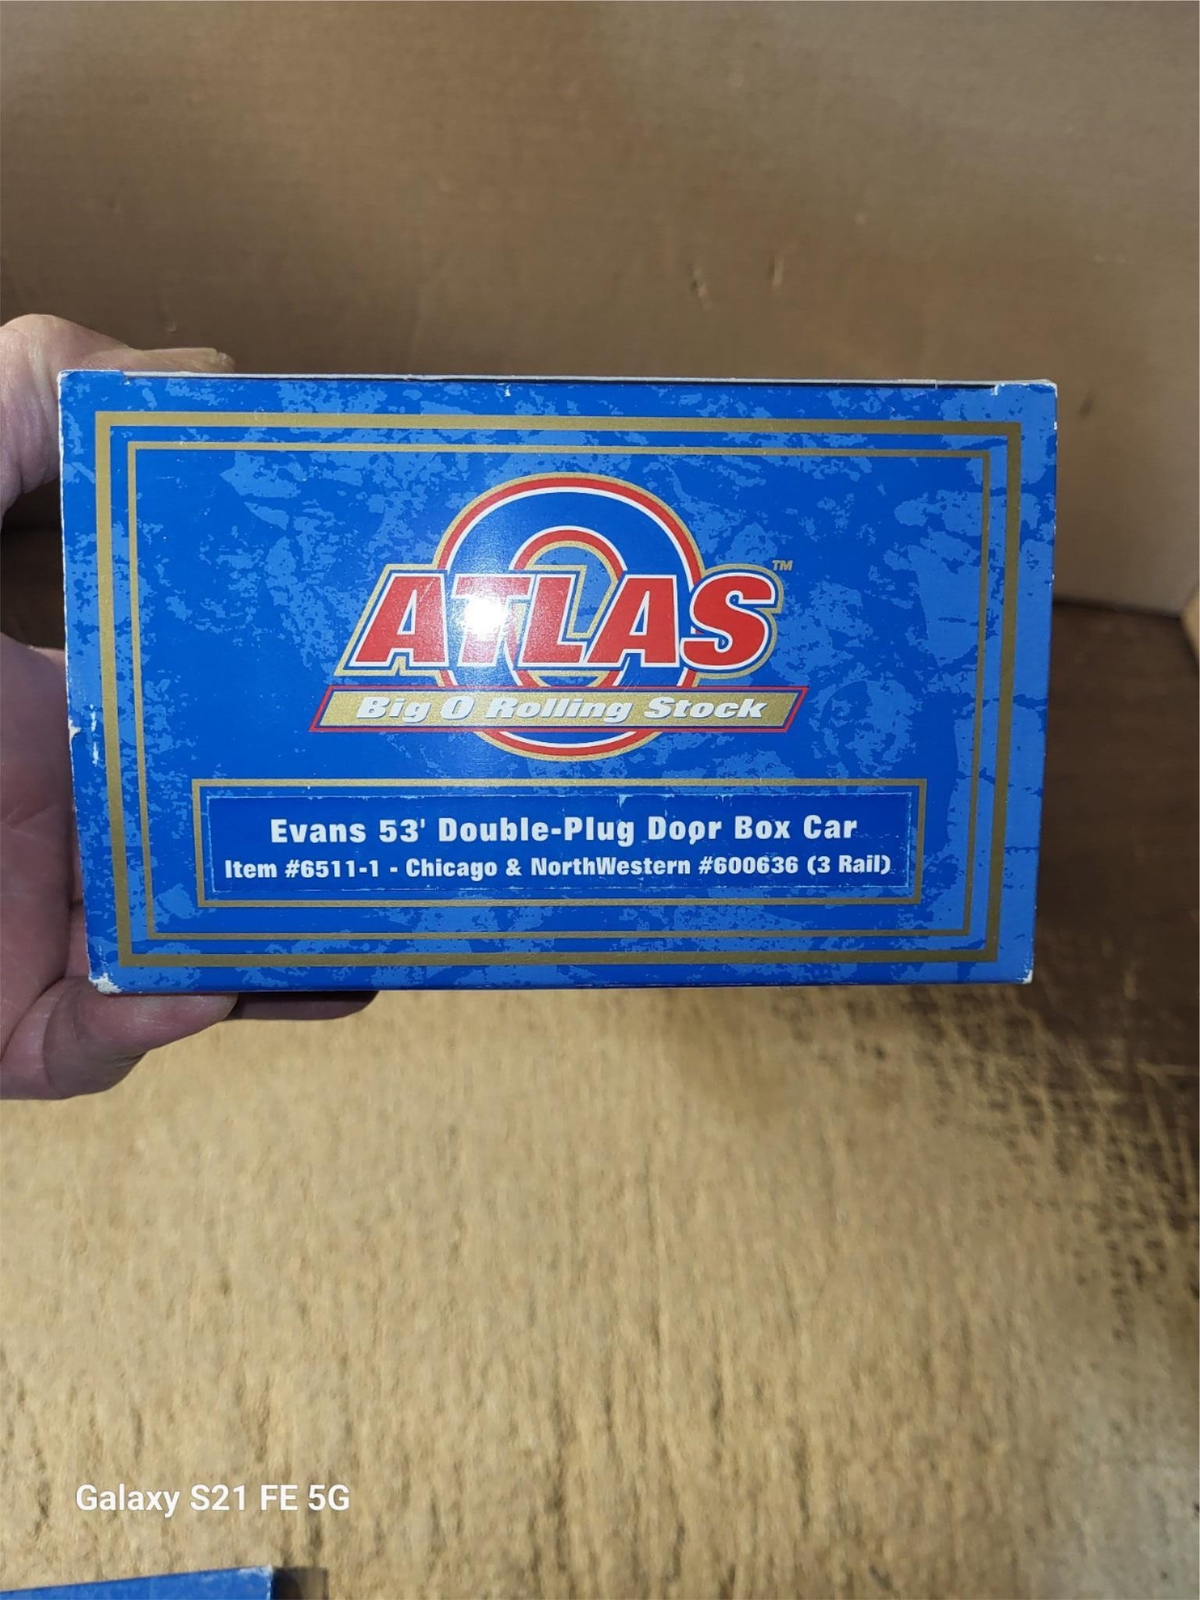 ATLAS™
Big O Rolling Stock
Evans 53' Double-Plug Door Box Car
Item #6511-1 - Chicago & NorthWestern #600636 (3 Rail)
Galaxy S21 FE 5G